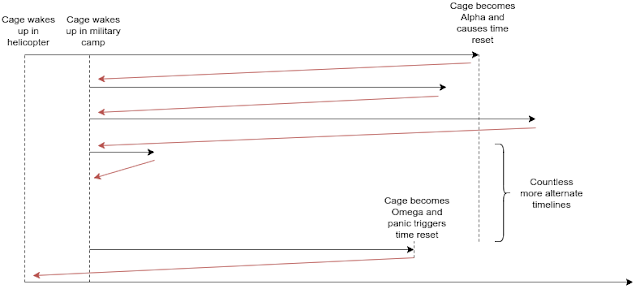 Cage wakes
up in
helicopter
Cage wakes
up in military
camp
Cage becomes
Alpha and
causes time
reset
Countless
more alternate
timelines
Cage becomes
Omega and
panic triggers
time reset